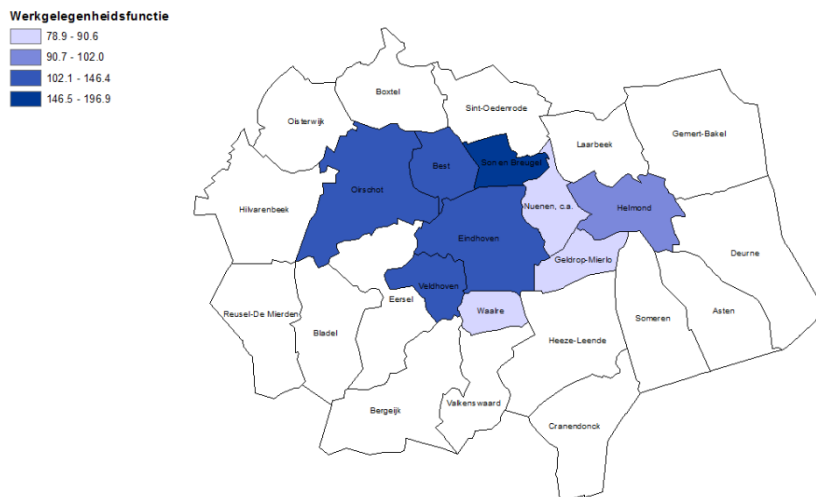 Werkgelegenheidsfunctie
78.9 - 90.6
90.7 - 102.0
102.1 - 146.4
146.5 - 196.9
Boxtel
Sint-Oedenrode
Oisterwijk
Gemert-Bakel
Laarbeek
Best
Son en Breugel
Oirschot
Hilvarenbeek
Nuenen, c.a.
Helmond
Eindhoven
Deurne
Geldrop-Mierlo
Veldhoven
Eersel
Reusel-De Mierden
Waalre
Asten
Someren
Bladel
Heeze-Leende
Valkenswaard
Bergeijk
Cranendonck